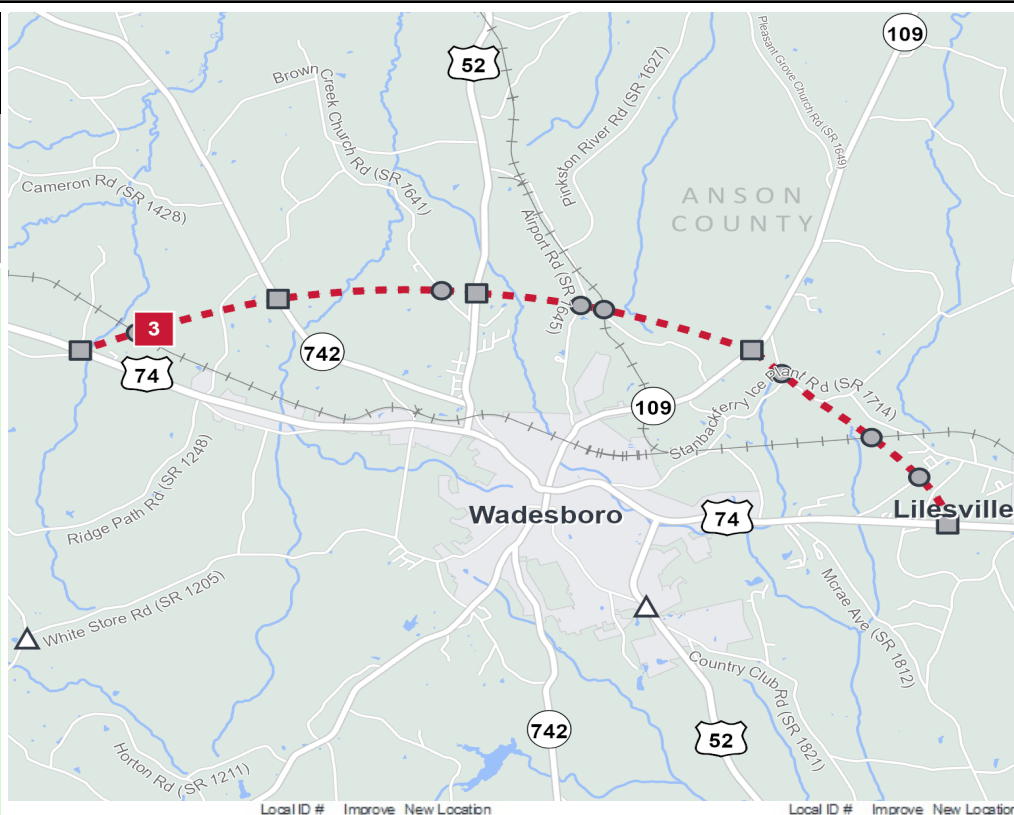 109
52
Pleasant Grove Church Rd (SR 1649)
Brown
Creek Church Rd (SR 1641)
Pinkston River Rd (SR 1627)
Cameron Rd (SR 1428)
ANSON
COUNTY
Airport Rd (SR 1645)
3
742
74
109
Stanbackferry Ice Plant Rd (SR 1714)
Ridge Path Rd (SR 1248)
Wadesboro
74
Lilesville
White Store Rd (SR 1205)
Mcrae Ave (SR 1812)
Country Club Rd (SR 1821)
742
52
Horton Rd (SR 1211)
Local ID # Improve New Location Local ID # Improve New Location